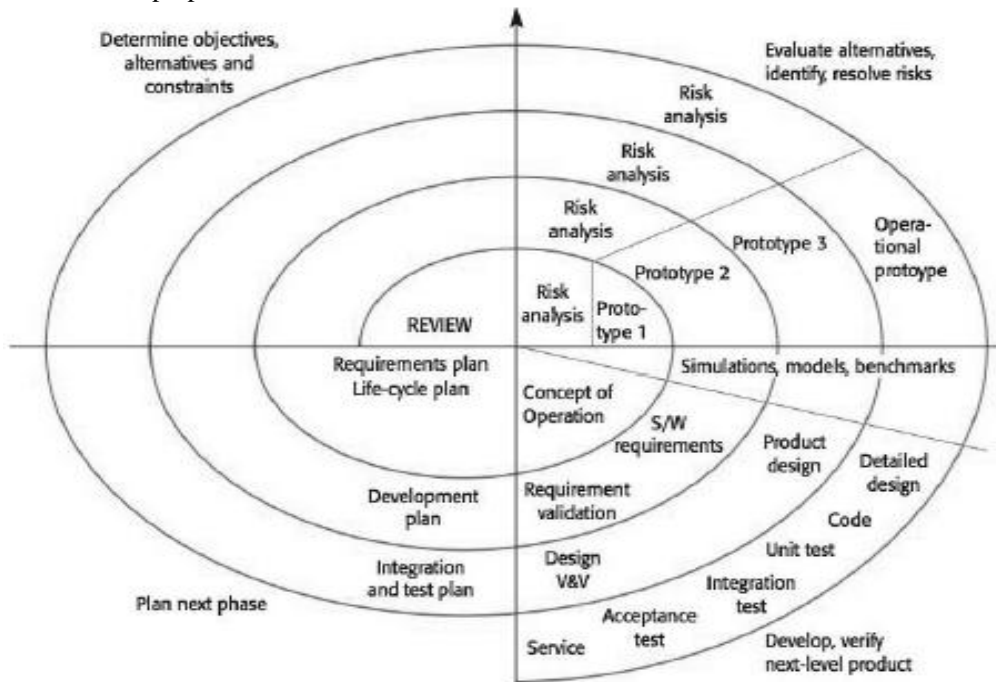 Determine objectives,
alternatives and
constraints
Evaluate alternatives,
identify, resolve risks
Risk
analysis
Risk
analysis
Risk
analysis
Risk
analysis
Opera-
tional
protoype
Prototype 3
Prototype 2
Proto-
type 1
REVIEW
Requirements plan
Life-cycle plan
Simulations, models, benchmarks
Concept of
Operation
S/W
requirements
Product
design
Detailed
design
Development
plan
Requirement
validation
Code
Unit test
Integration
and test plan
Design
V&V
Integration
test
Plan next phase
Acceptance
test
Service
Develop, verify
next-level product